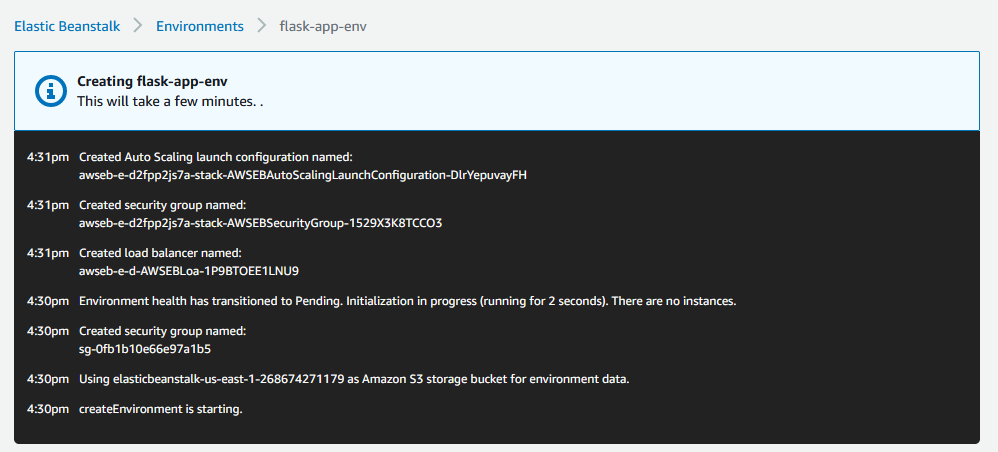 Elastic Beanstalk > Environments > flask-app-env
Creating flask-app-env
This will take a few minutes. .
4:31pm Created Auto Scaling launch configuration named:
awseb-e-d2fpp2js7a-stack-AWSEBAutoScalingLaunchConfiguration-DlrYepuvayFH
4:31pm Created security group named:
awseb-e-d2fpp2js7a-stack-AWSEBSecurityGroup-1529X3K8TCCO3
4:31pm Created load balancer named:
awseb-e-d-AWSEBLoa-1P9BTOEE1LNU9
4:30pm Environment health has transitioned to Pending. Initialization in progress (running for 2 seconds). There are no instances.
4:30pm Created security group named:
sg-0fb1b10e66e97a1b5
4:30pm Using elasticbeanstalk-us-east-1-268674271179 as Amazon S3 storage bucket for environment data.
4:30pm createEnvironment is starting.